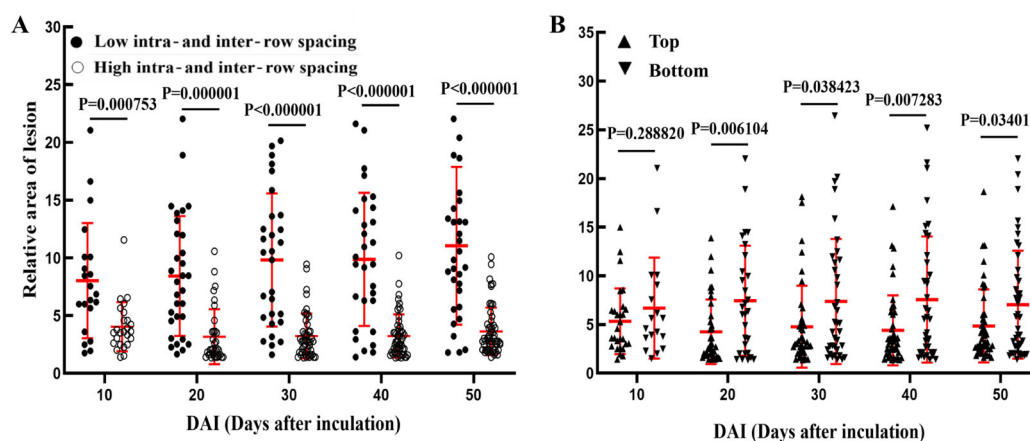 A
Relative area of lesion
30
25
20
15
10
5
0
Low intra-and inter-row spacing
High intra-and inter-row spacing
P=0.000753
P=0.000001
P<0.000001
P<0.000001
P<0.000001
10
20
30
40
50
DAI (Days after inculation)
B
35
30
25
20
15
10
5
0
Top
Bottom
P=0.288820
P=0.006104
P=0.038423
P=0.007283
P=0.03401
10
20
30
40
50
DAI (Days after inculation)